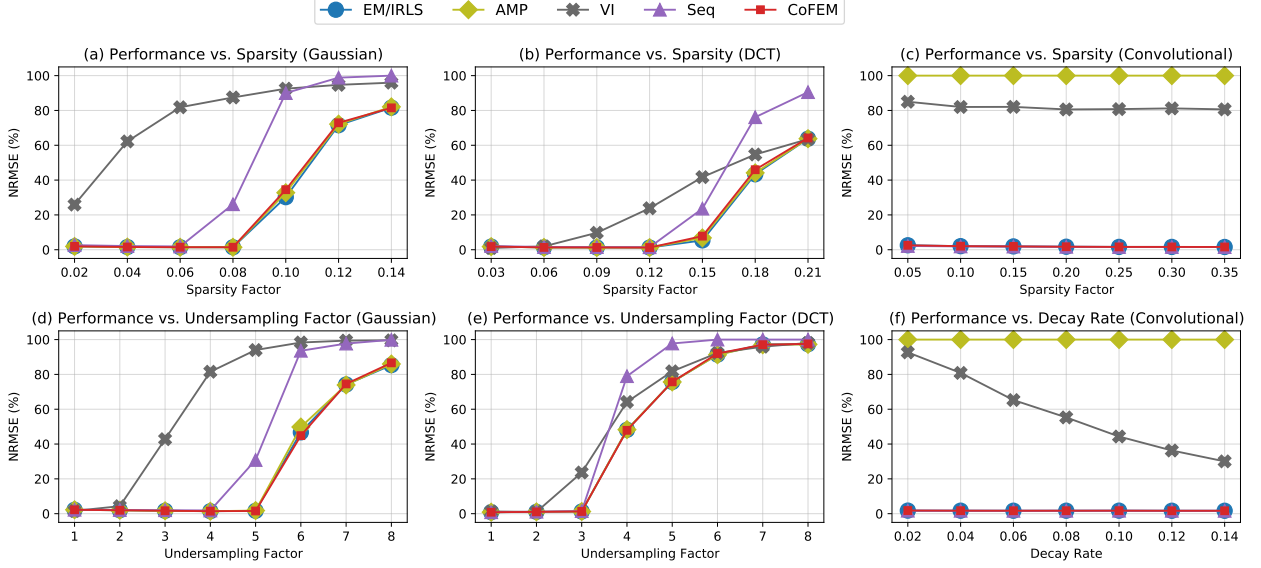 EM/IRLS AMP VI Seq CoFEM
(a) Performance vs. Sparsity (Gaussian)
NRMSE (%)
100
80
60
40
20
0
0.02 0.04 0.06 0.08 0.10 0.12 0.14
Sparsity Factor
(b) Performance vs. Sparsity (DCT)
NRMSE (%)
100
80
60
40
20
0
0.03 0.06 0.09 0.12 0.15 0.18 0.21
Sparsity Factor
(c) Performance vs. Sparsity (Convolutional)
NRMSE (%)
100
80
60
40
20
0
0.05 0.10 0.15 0.20 0.25 0.30 0.35
Sparsity Factor
(d) Performance vs. Undersampling Factor (Gaussian)
NRMSE (%)
100
80
60
40
20
0
1 2 3 4 5 6 7 8
Undersampling Factor
(e) Performance vs. Undersampling Factor (DCT)
NRMSE (%)
100
80
60
40
20
0
1 2 3 4 5 6 7 8
Undersampling Factor
(f) Performance vs. Decay Rate (Convolutional)
NRMSE (%)
100
80
60
40
20
0
0.02 0.04 0.06 0.08 0.10 0.12 0.14
Decay Rate